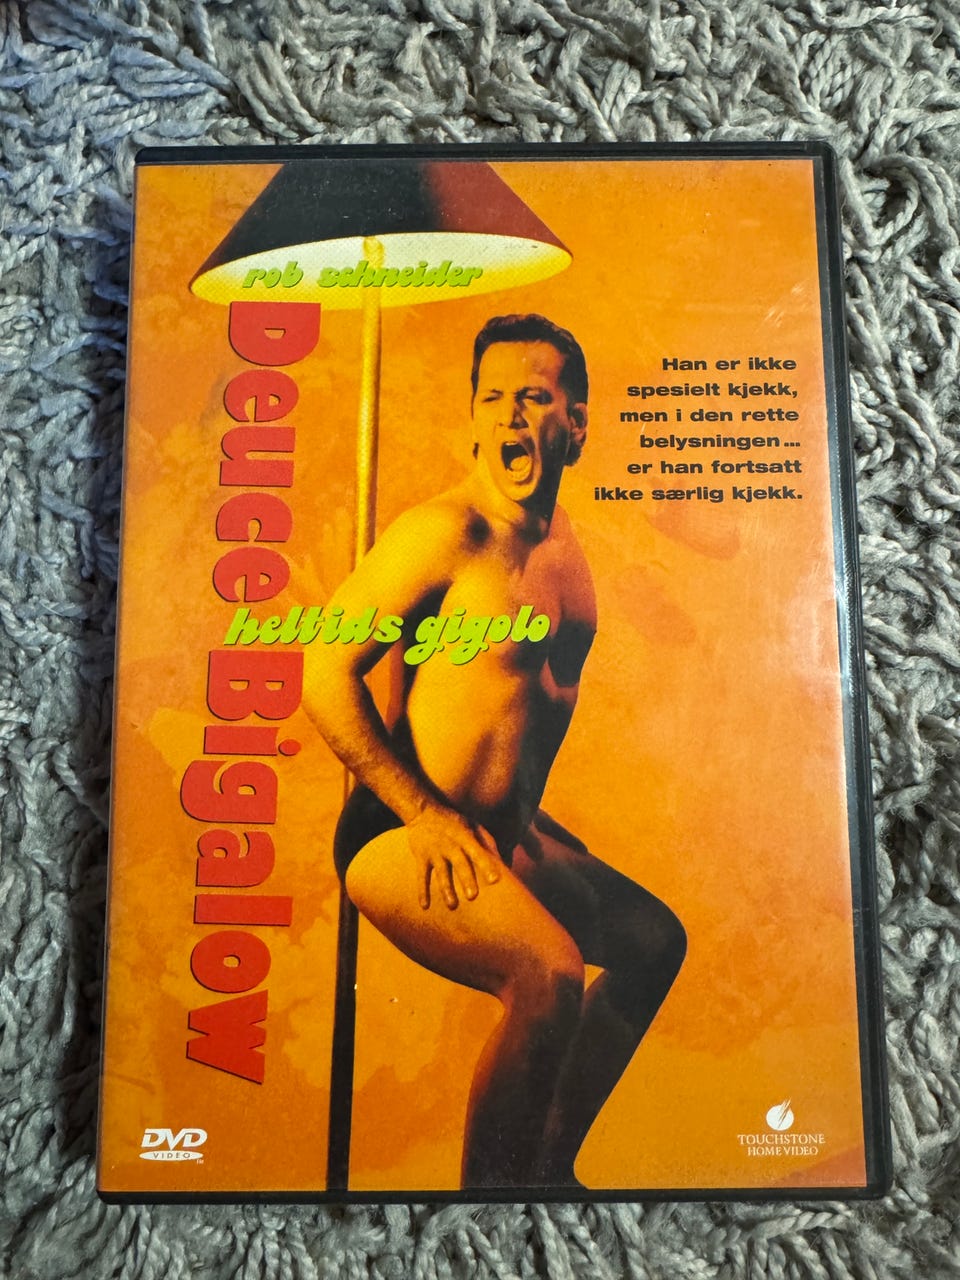 rob schneider
Deuce Bigalow
heltids gigolo
Han er ikke
spesielt kjekk,
men i den rette
belysningen...
er han fortsatt
ikke særlig kjekk.
DVD
VIDEO
TM
TOUCHSTONE
HOME VIDEO